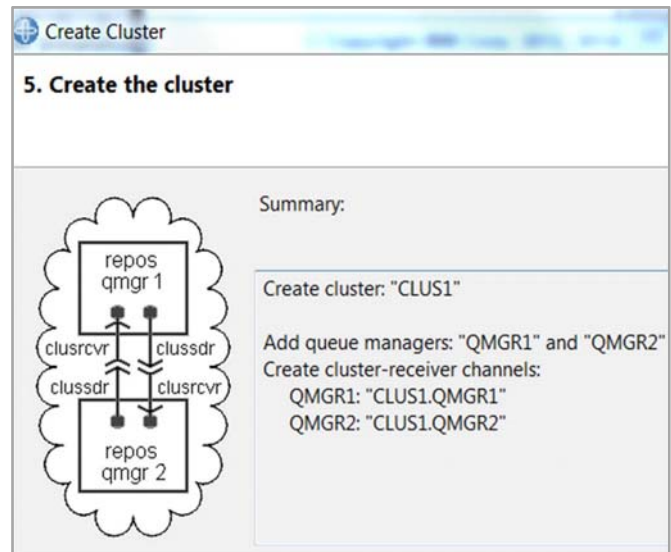 Create Cluster
5. Create the cluster
Summary:
repos
qmgr 1
clusrcvr
clussdr
clussdr
clusrcvr
repos
qmgr 2
Create cluster: "CLUS1"
Add queue managers: "QMGR1" and "QMGR2"
Create cluster-receiver channels:
QMGR1: "CLUS1.QMGR1"
QMGR2: "CLUS1.QMGR2"